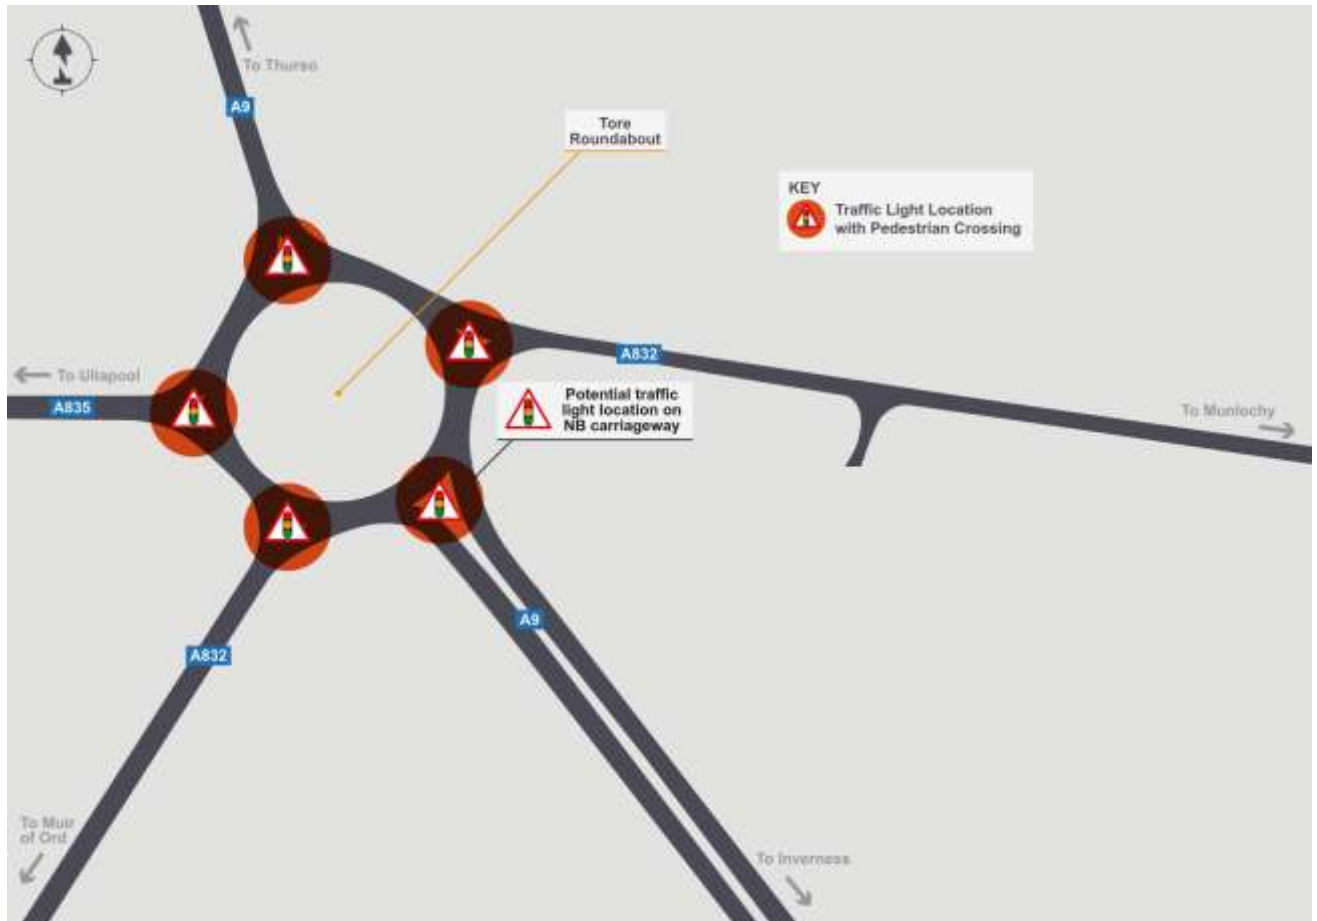 To Thurso
A9
Tore
Roundabout
KEY
Traffic Light Location
with Pedestrian Crossing
A832
To Ullapool
A835
Potential traffic
light location on
NB carriageway
To Munlochy
A9
A832
To Muir
of Ord
To Inverness